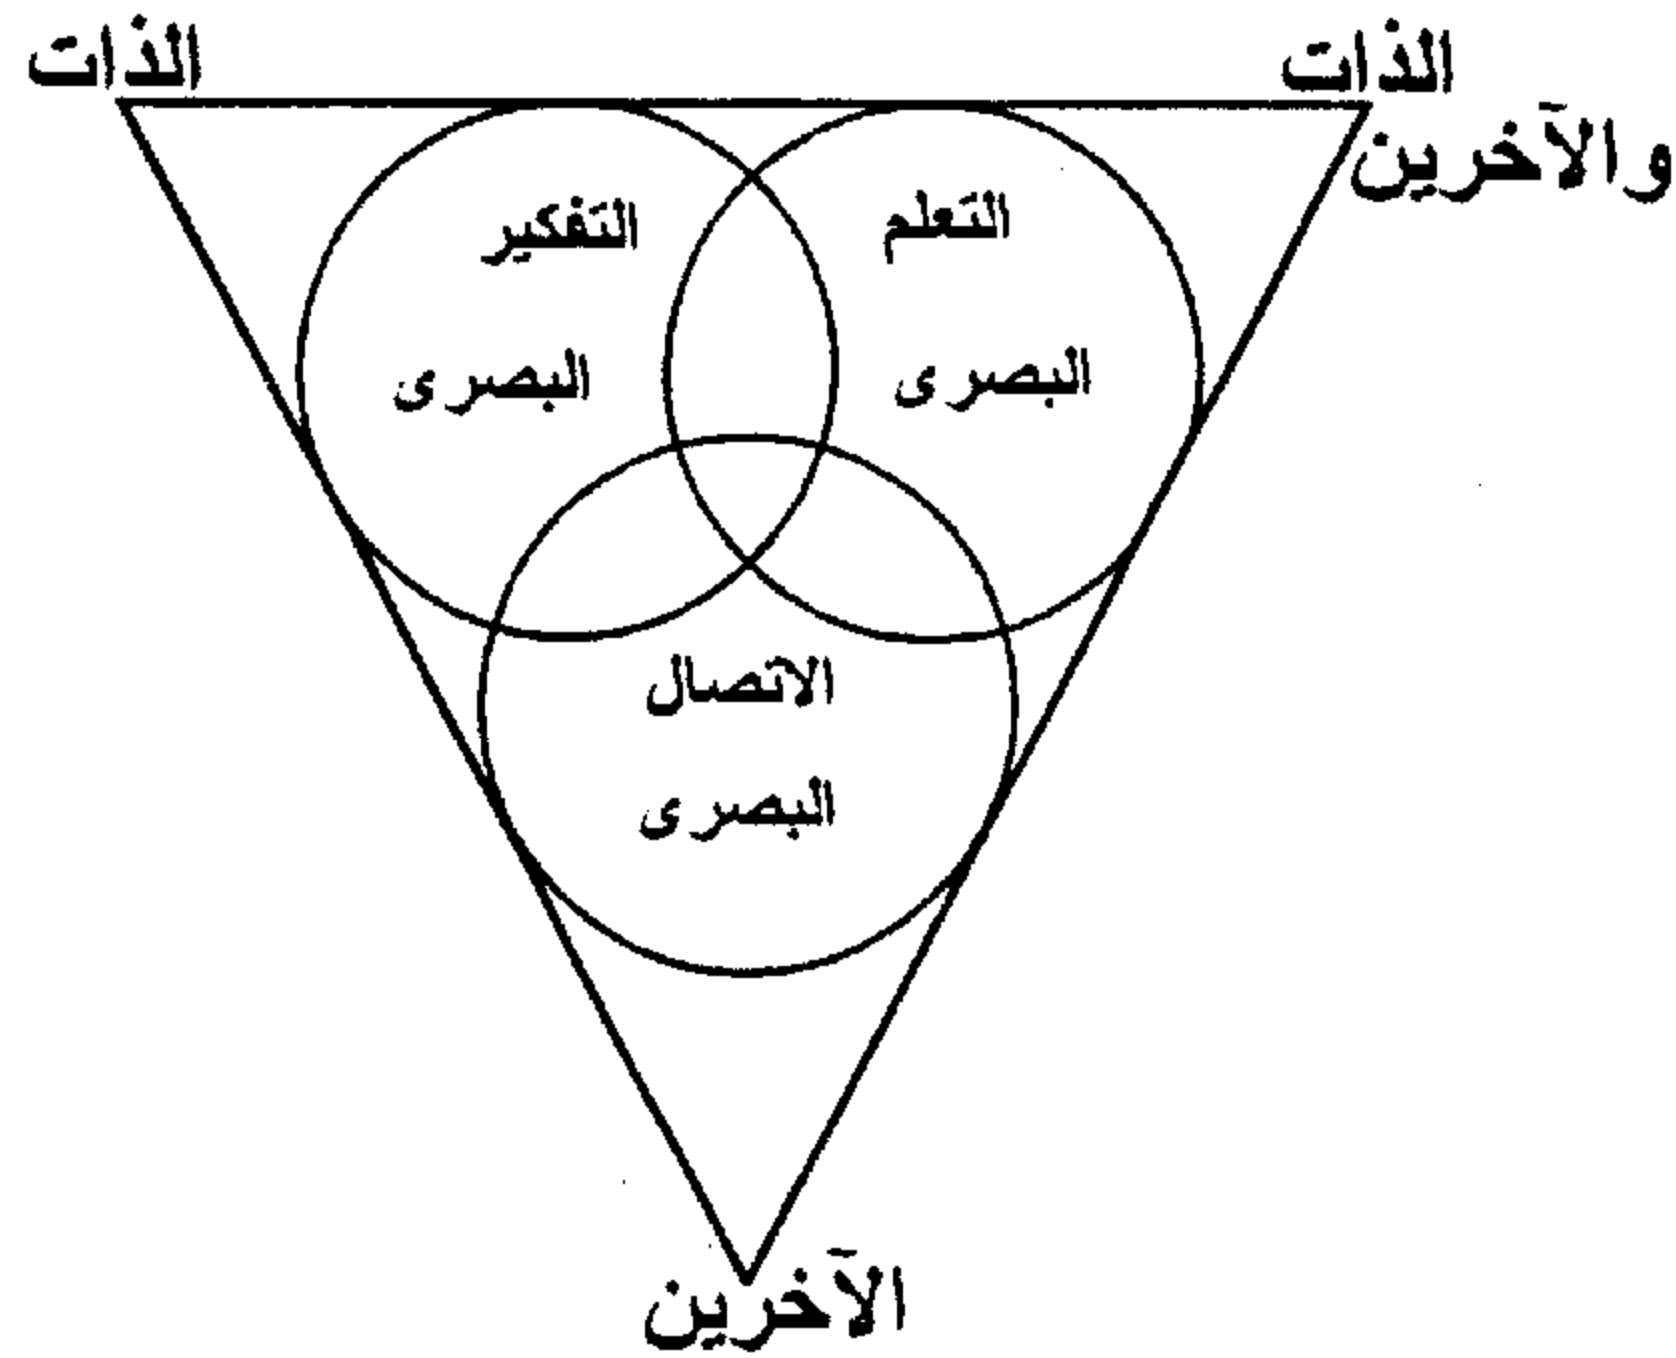 الذات
الذات
والآخرين
التعلم
التفكير
البصرى
البصرى
الاتصال
البصرى
الآخرين